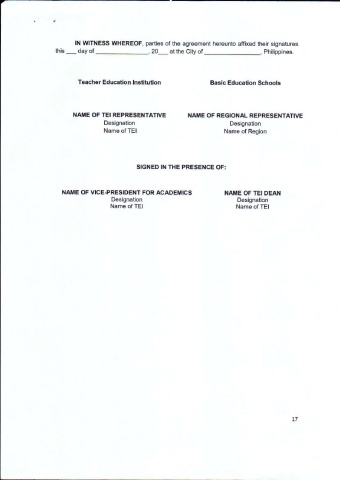 IN WITNESS WHEREOF, parties of the agreement hereunto affixed their signatures
this ___ day of _________________, 20___ at the City of __________________, Philippines.
Teacher Education Institution Basic Education Schools
NAME OF TEI REPRESENTATIVE NAME OF REGIONAL REPRESENTATIVE
Designation Designation
Name of TEI Name of Region
SIGNED IN THE PRESENCE OF:
NAME OF VICE-PRESIDENT FOR ACADEMICS NAME OF TEI DEAN
Designation Designation
Name of TEI Name of TEI
17